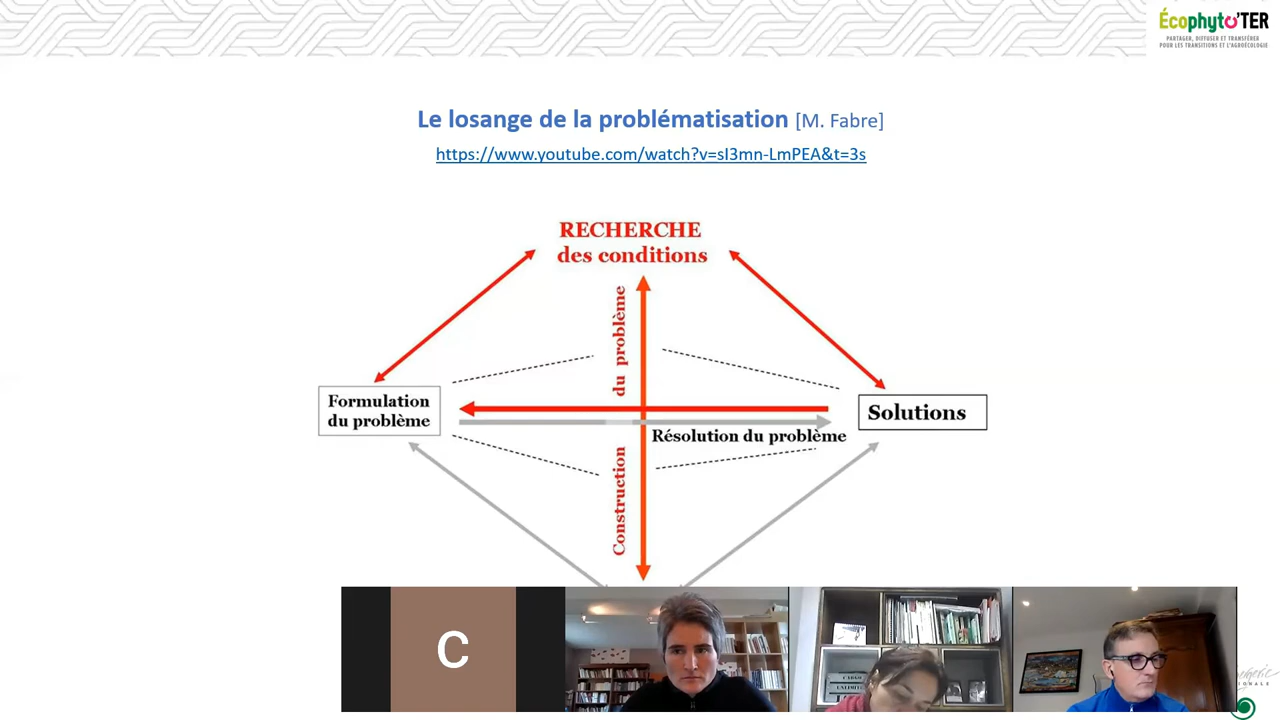 Écophyto'TER
PARTAGER, DIFFUSER ET TRANSFÉRER
POUR LES TRANSITIONS ET L'AGROÉCOLOGIE
Le losange de la problématisation [M. Fabre]
https://www.youtube.com/watch?v=sI3mn-LmPEA&t=3s
RECHERCHE
des conditions
du problème
Formulation
du problème
Solutions
Résolution du problème
Construction
C